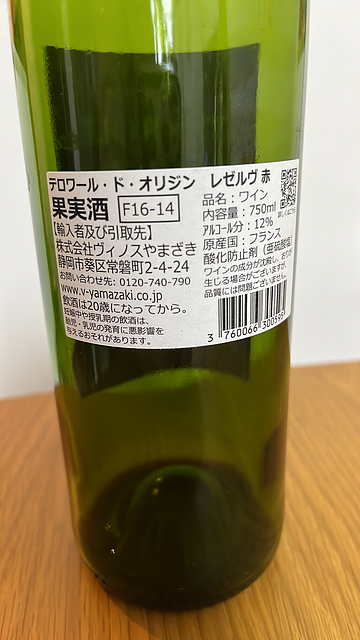 テロワール・ド・オリジン レゼルヴ 赤
果実酒 F16-14
【輸入者及び引取先】
株式会社ヴィノスやまざき
静岡市葵区常磐町2-4-24
お問い合わせ先: 0120-740-790
www.v-yamazaki.co.jp
飲酒は20歳になってから。
妊娠中や授乳期の飲酒は、
胎児・乳児の発育に悪影響を
与えるおそれがあります。
品名:ワイン
内容量:750ml
アルコール分:12%
原産国:フランス
酸化防止剤(亜硫酸塩)
ワインの成分が沈殿し、おりが
生じる場合がございますが、
品質には問題ございません。
3 760066 300